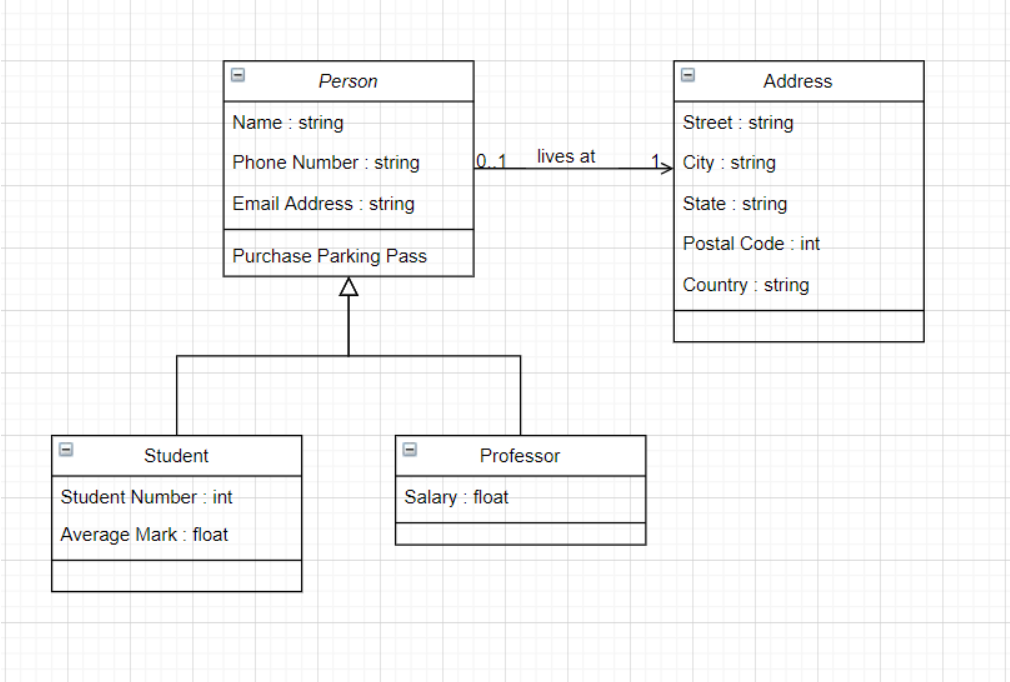 Person
Name : string
Phone Number : string
Email Address : string
Purchase Parking Pass
0..1
lives at
1
Address
Street : string
City : string
State : string
Postal Code : int
Country : string
Student
Student Number : int
Average Mark : float
Professor
Salary : float